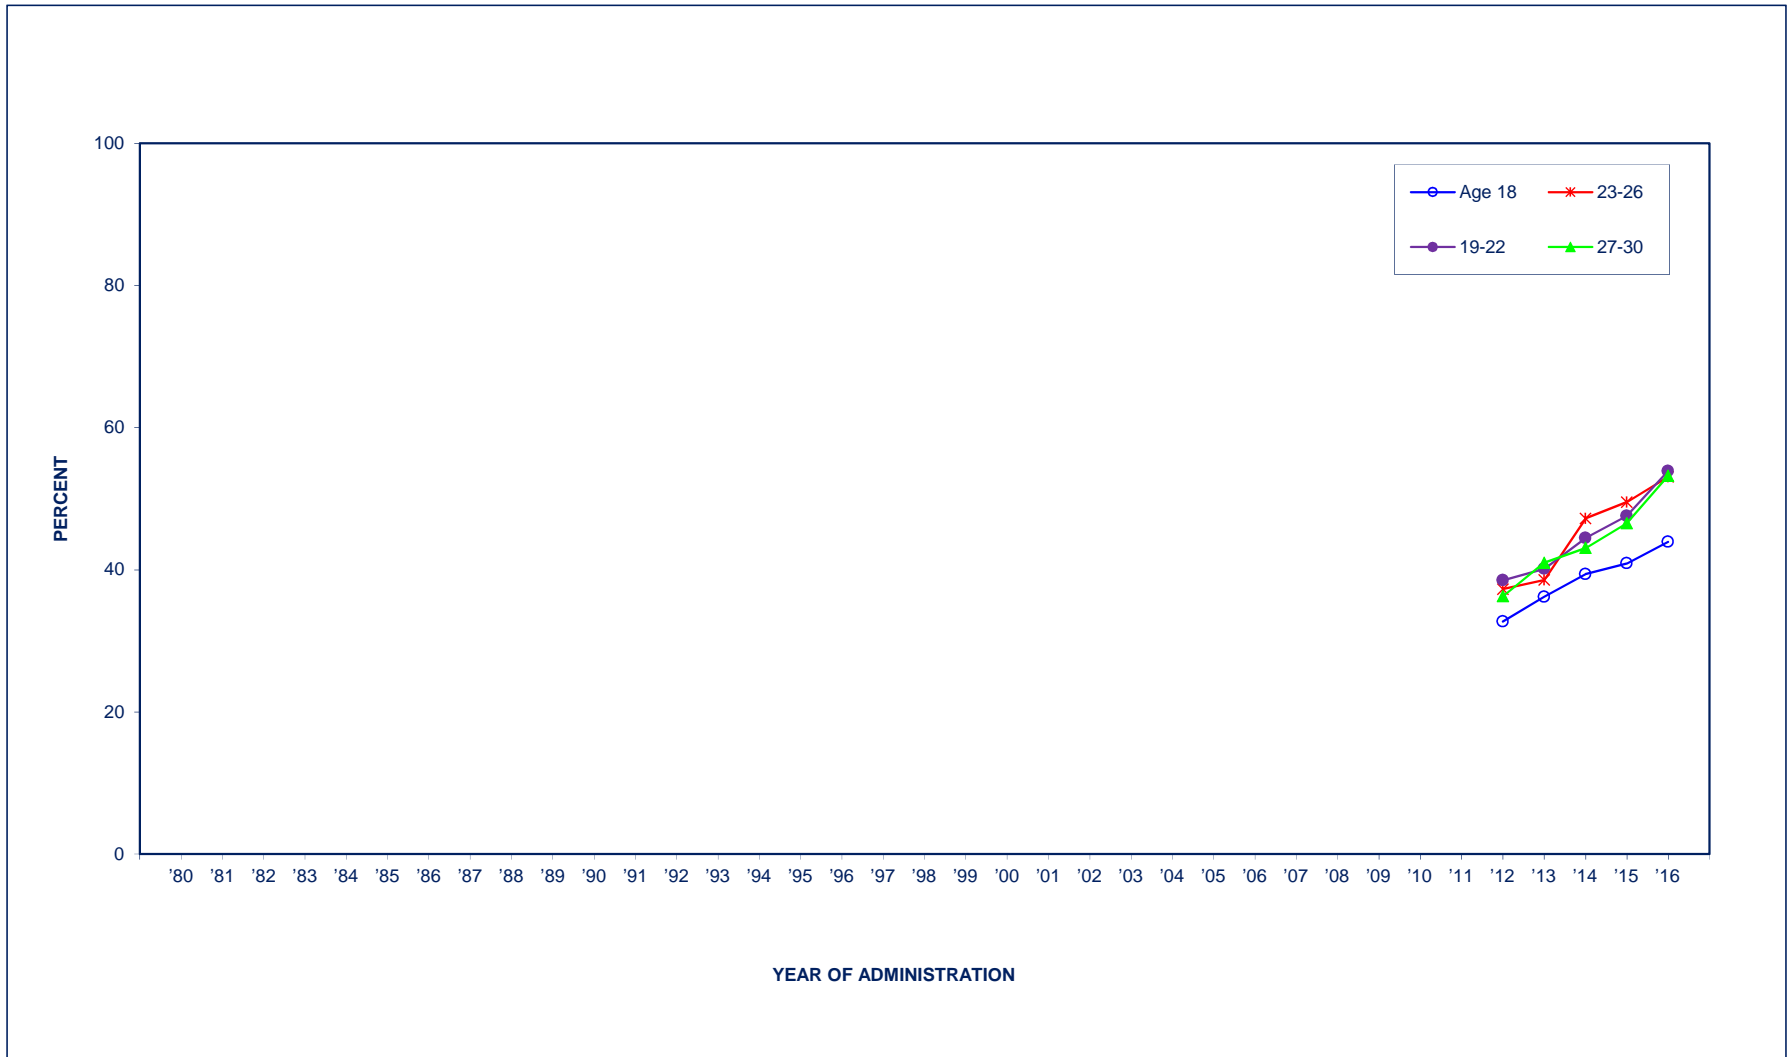 100
80
60
40
20
0
PERCENT
Age 18 23-26
19-22 27-30
’80 ’81 ’82 ’83 ’84 ’85 ’86 ’87 ’88 ’89 ’90 ’91 ’92 ’93 ’94 ’95 ’96 ’97 ’98 ’99 ’00 ’01 ’02 ’03 ’04 ’05 ’06 ’07 ’08 ’09 ’10 ’11 ’12 ’13 ’14 ’15 ’16
YEAR OF ADMINISTRATION